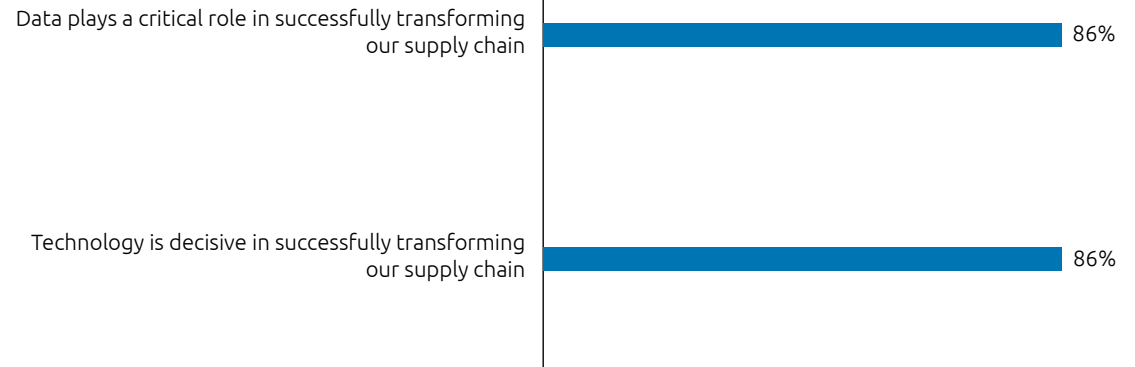 Data plays a critical role in successfully transforming
our supply chain
86%
Technology is decisive in successfully transforming
our supply chain
86%